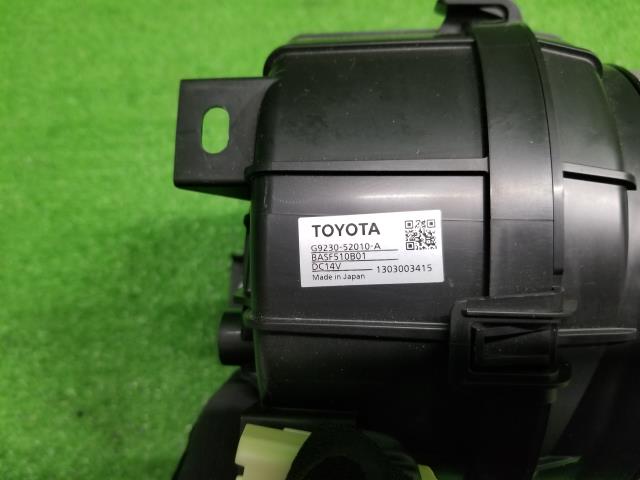 TOYOTA
G9230-52010-A
BASF510B01
DC14V 1303003415
Made in Japan